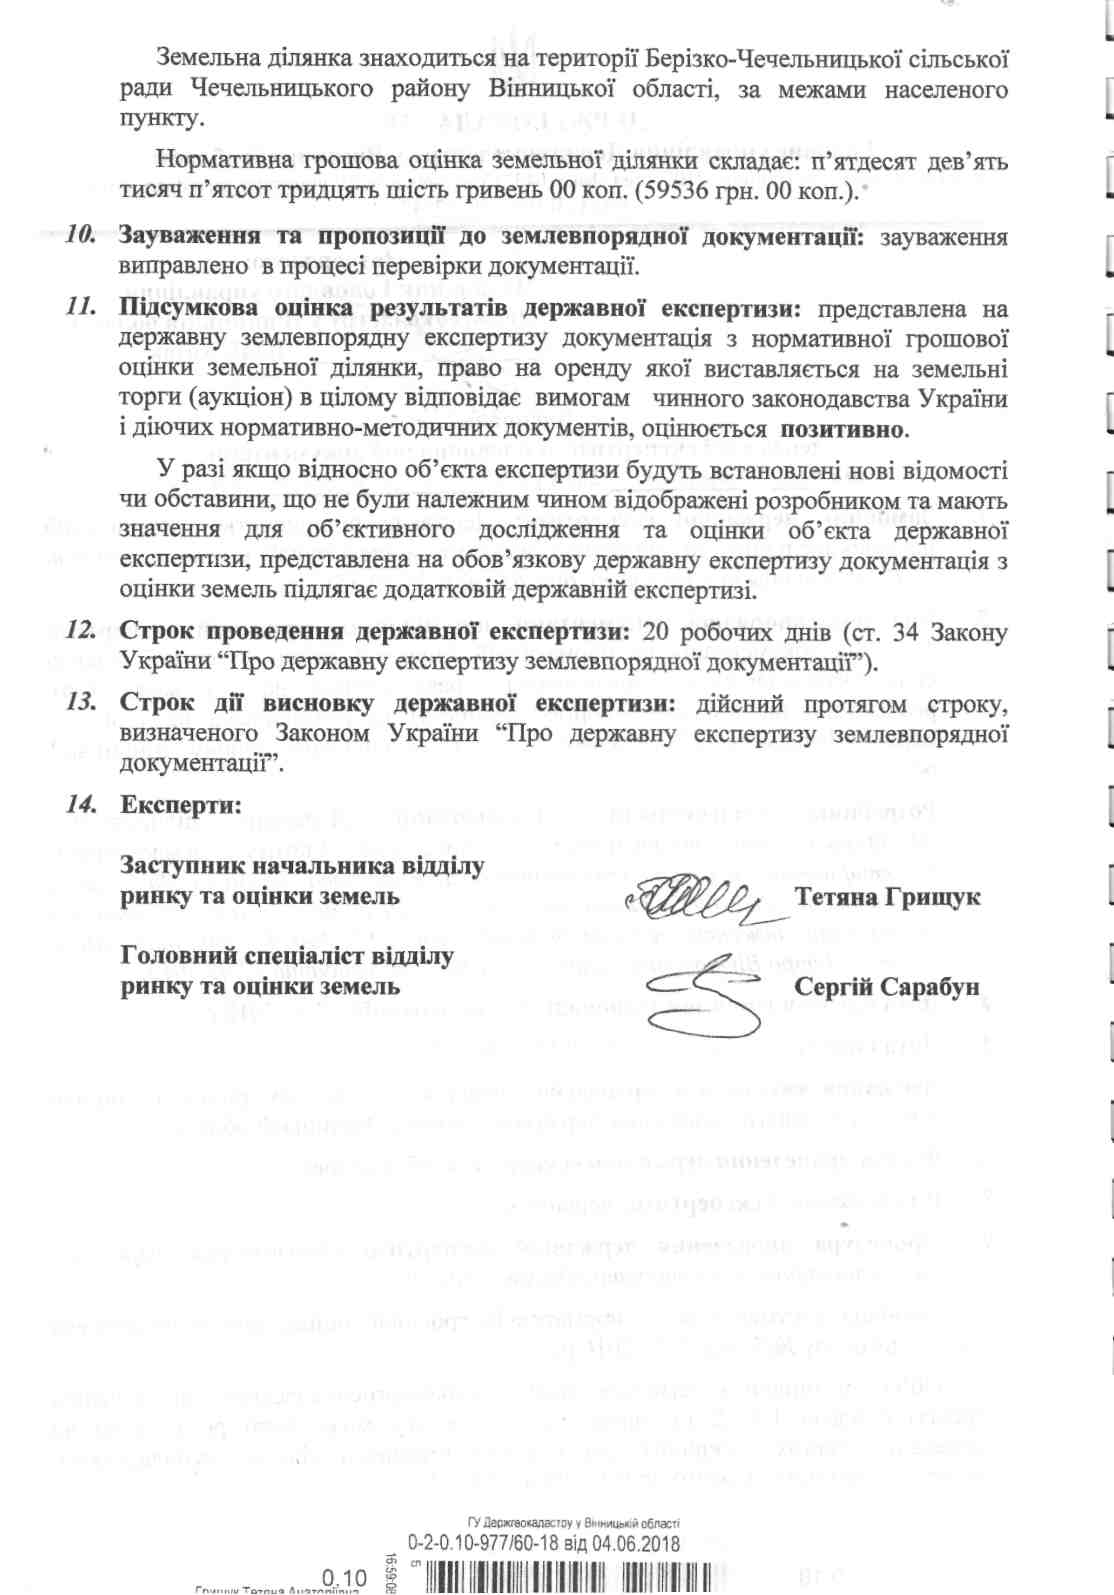 Земельна ділянка знаходиться на території Берізко-Чечельницької сільської
ради Чечельницького району Вінницької області, за межами населеного
пункту.
Нормативна грошова оцінка земельної ділянки складає: п’ятдесят дев’ять
тисяч п’ятсот тридцять шість гривень 00 коп. (59536 грн. 00 коп.).
10. Зауваження та пропозиції до землевпорядної документації: зауваження
виправлено в процесі перевірки документації.
11. Підсумкова оцінка результатів державної експертизи: представлена на
державну землевпорядну експертизу документація з нормативної грошової
оцінки земельної ділянки, право на оренду якої виставляється на земельні
торги (аукціон) в цілому відповідає вимогам чинного законодавства України
і діючих нормативно-методичних документів, оцінюється позитивно.
У разі якщо відносно об’єкта експертизи будуть встановлені нові відомості
чи обставини, що не були належним чином відображені розробником та мають
значення для об’єктивного дослідження та оцінки об’єкта державної
експертизи, представлена на обов’язкову державну експертизу документація з
оцінки земель підлягає додатковій державній експертизі.
12. Строк проведення державної експертизи: 20 робочих днів (ст. 34 Закону
України “Про державну експертизу землевпорядної документації”).
13. Строк дії висновку державної експертизи: дійсний протягом строку,
визначеного Законом України “Про державну експертизу землевпорядної
документації”.
14. Експерти:
Заступник начальника відділу
ринку та оцінки земель Тетяна Грищук
Головний спеціаліст відділу
ринку та оцінки земель Сергій Сарабун
ГУ Держгеокадастру у Вінницькій області
0-2-0.10-977/60-18 від 04.06.2018
0.10
Грищук Тетяна Анатоліївна